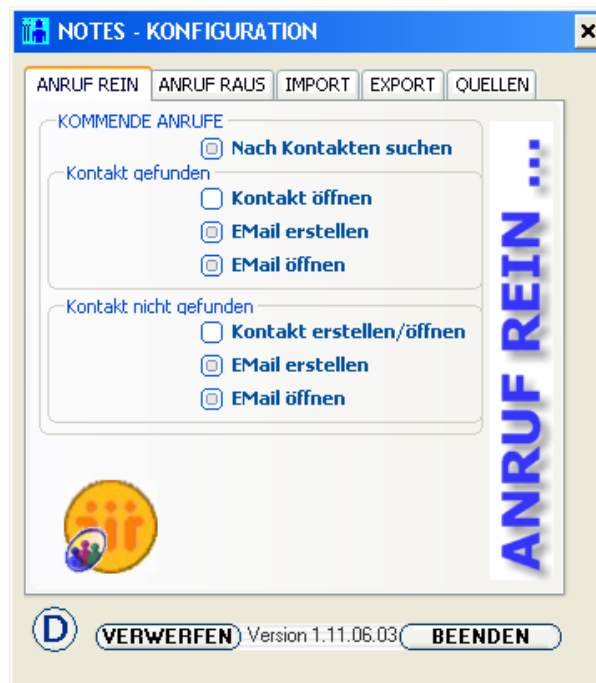 NOTES - KONFIGURATION
ANRUF REIN ANRUF RAUS IMPORT EXPORT QUELLEN
KOMMENDE ANRUFE
Nach Kontakten suchen
Kontakt gefunden
Kontakt öffnen
EMail erstellen
EMail öffnen
Kontakt nicht gefunden
Kontakt erstellen/öffnen
EMail erstellen
EMail öffnen
ANRUF REIN ...
D VERWERFEN Version 1.11.06.03 BEENDEN